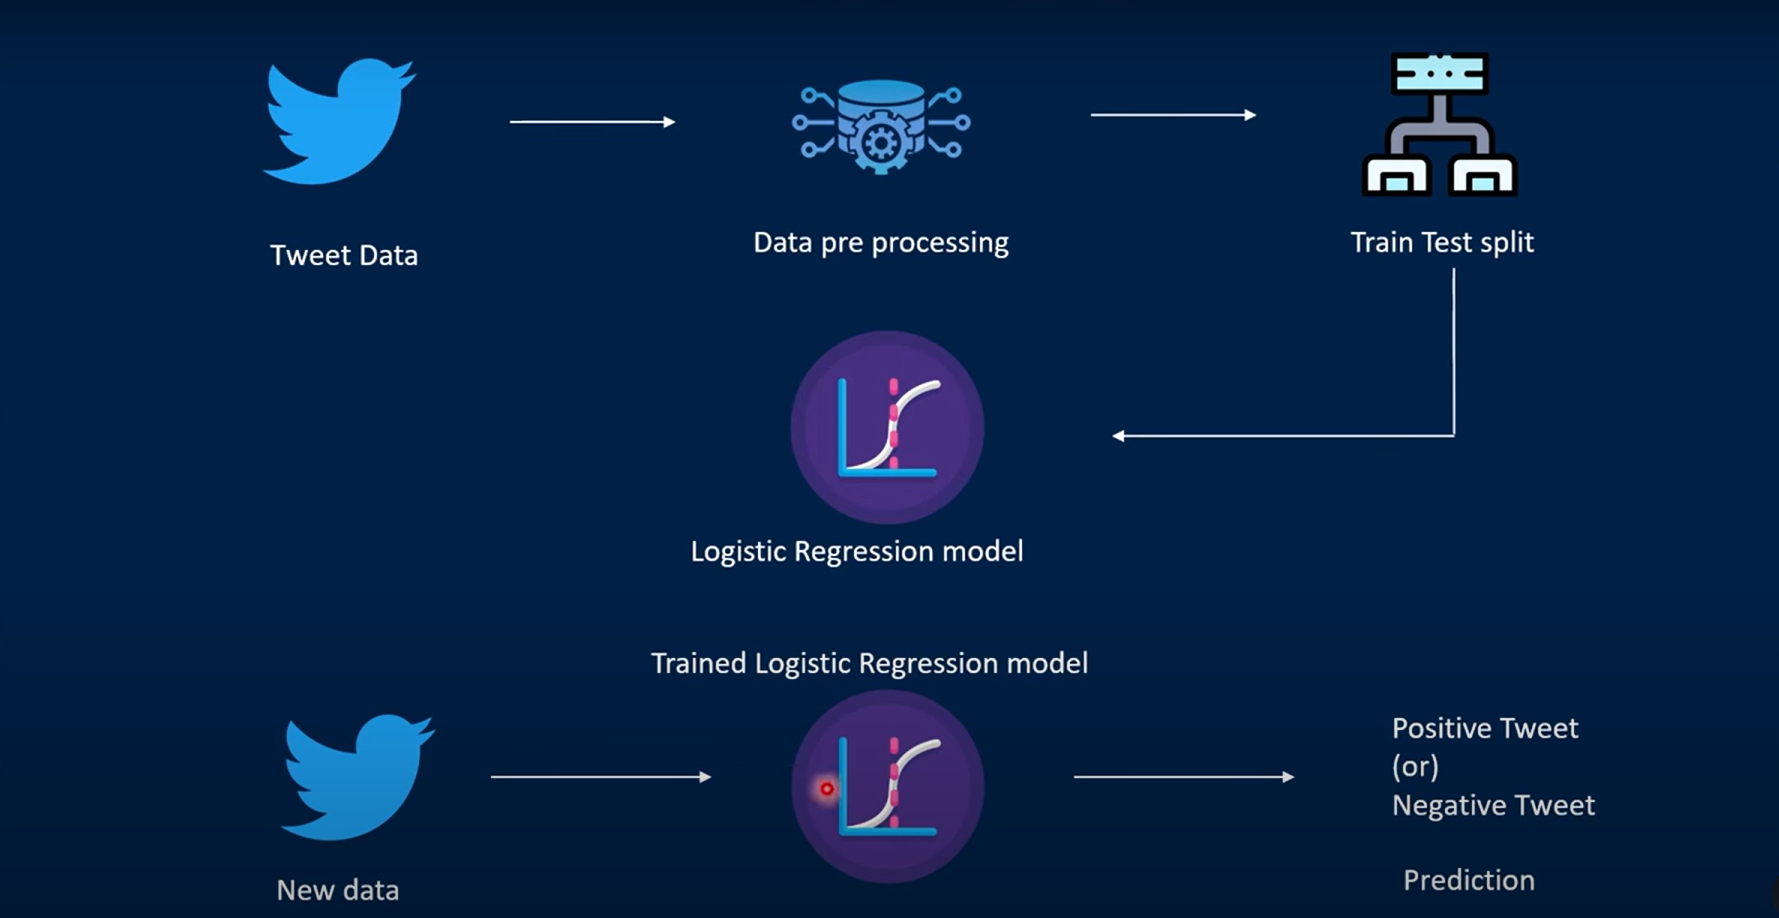 Tweet Data
Data pre processing
Train Test split
Logistic Regression model
Trained Logistic Regression model
New data
Positive Tweet
(or)
Negative Tweet
Prediction